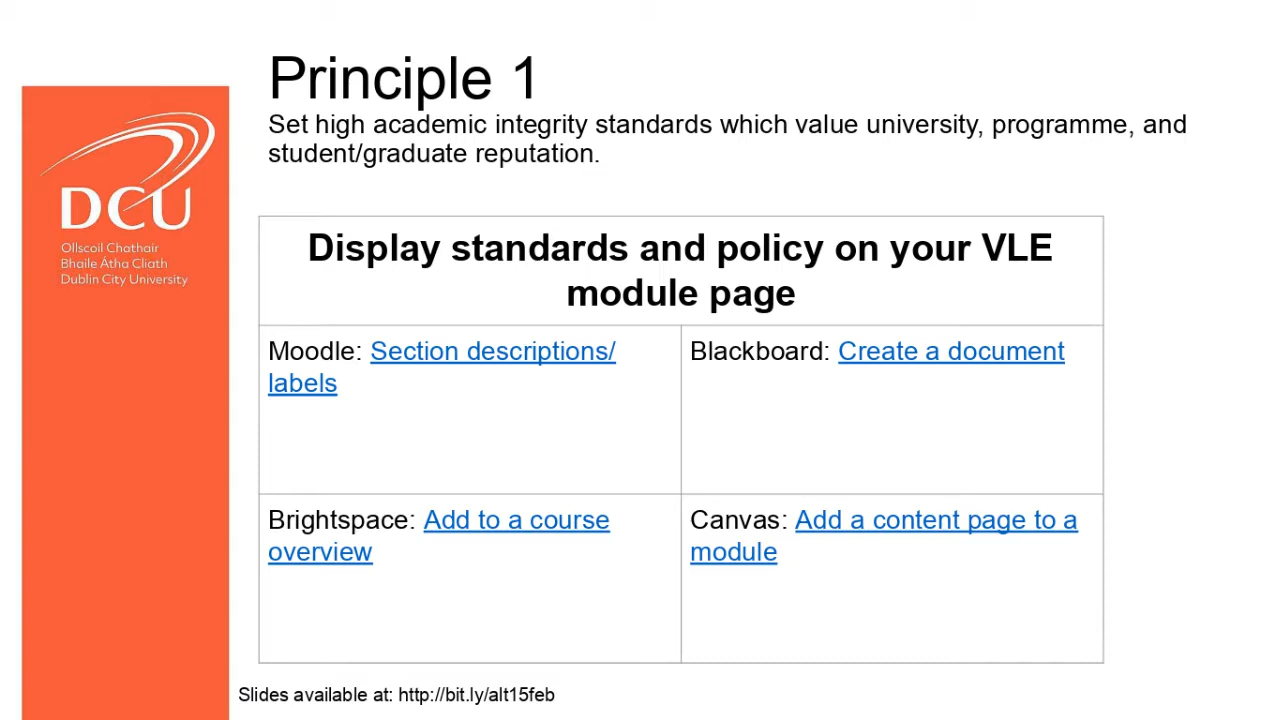 Principle 1
Set high academic integrity standards which value university, programme, and
student/graduate reputation.
DCU
Ollscoil Chathair
Bhaile Átha Cliath
Dublin City University
Display standards and policy on your VLE
module page
Moodle: Section descriptions/
labels
Blackboard: Create a document
Brightspace: Add to a course
overview
Canvas: Add a content page to a
module
Slides available at: http://bit.ly/alt15feb